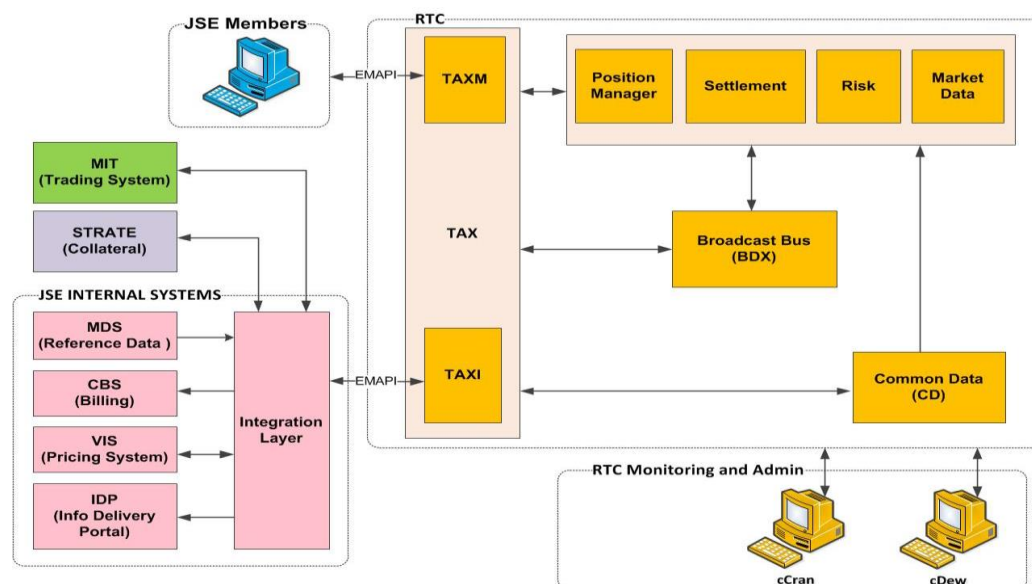 JSE Members
RTC
EMAPI
TAXM
Position
Manager
Settlement
Risk
Market
Data
MIT
(Trading System)
STRATE
(Collateral)
TAX
Broadcast Bus
(BDX)
JSE INTERNAL SYSTEMS
MDS
(Reference Data )
CBS
(Billing)
VIS
(Pricing System)
IDP
(Info Delivery
Portal)
Integration
Layer
EMAPI
TAXI
Common Data
(CD)
RTC Monitoring and Admin
cCran
cDew